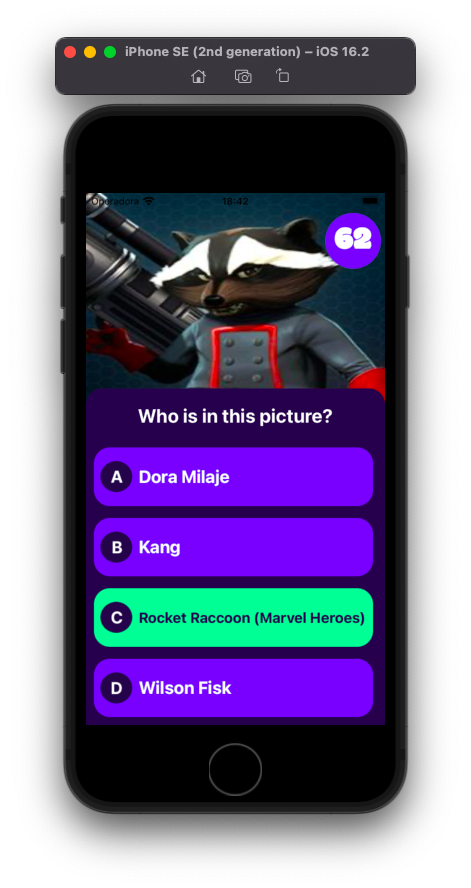 iPhone SE (2nd generation) – iOS 16.2
Operadora 18:42
62
Who is in this picture?
A Dora Milaje
B Kang
C Rocket Raccoon (Marvel Heroes)
D Wilson Fisk